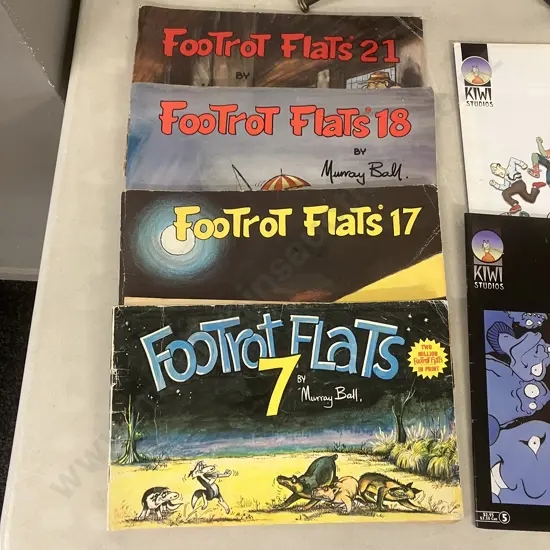 FooTRoT FLaTS 21
BY
FooTRoT FLaTS 18
BY
Murray Ball.
FooTRoT FLaTS 17
FooTRoT FLaTS
7
BY
Murray Ball.
TWO
MILLION
FOOTROT FLATS
IN PRINT
KIWI
STUDIOS
KIWI
STUDIOS
5